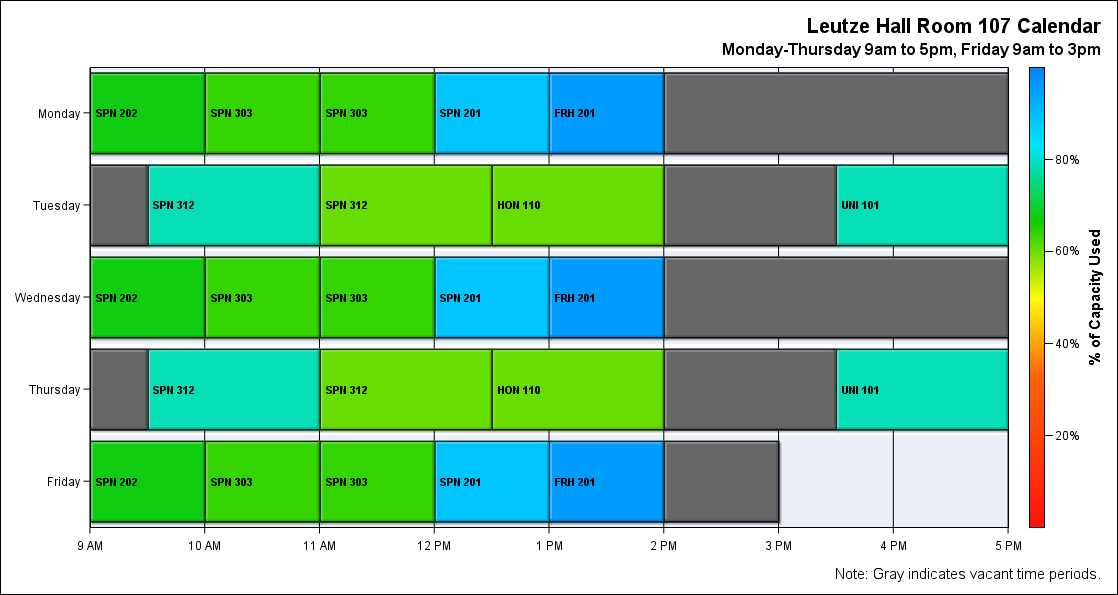 Leutze Hall Room 107 Calendar
Monday-Thursday 9am to 5pm, Friday 9am to 3pm
Monday
SPN 202
SPN 303
SPN 303
SPN 201
FRH 201
Tuesday
SPN 312
SPN 312
HON 110
UNI 101
Wednesday
SPN 202
SPN 303
SPN 303
SPN 201
FRH 201
Thursday
SPN 312
SPN 312
HON 110
UNI 101
Friday
SPN 202
SPN 303
SPN 303
SPN 201
FRH 201
9 AM
10 AM
11 AM
12 PM
1 PM
2 PM
3 PM
4 PM
5 PM
80%
60%
40%
20%
% of Capacity Used
Note: Gray indicates vacant time periods.